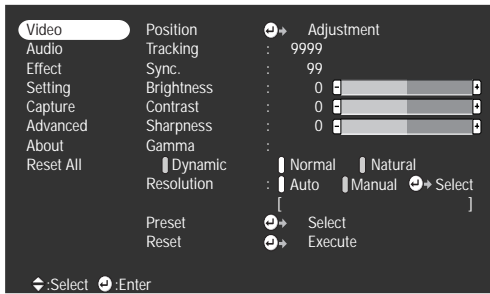 Video Position Adjustment
Audio Tracking : 9999
Effect Sync. : 99
Setting Brightness : 0 - +
Capture Contrast : 0 - +
Advanced Sharpness : 0 - +
About Gamma :
Reset All Dynamic Normal Natural
Resolution : Auto Manual Select
[ ]
Preset Select
Reset Execute
:Select :Enter